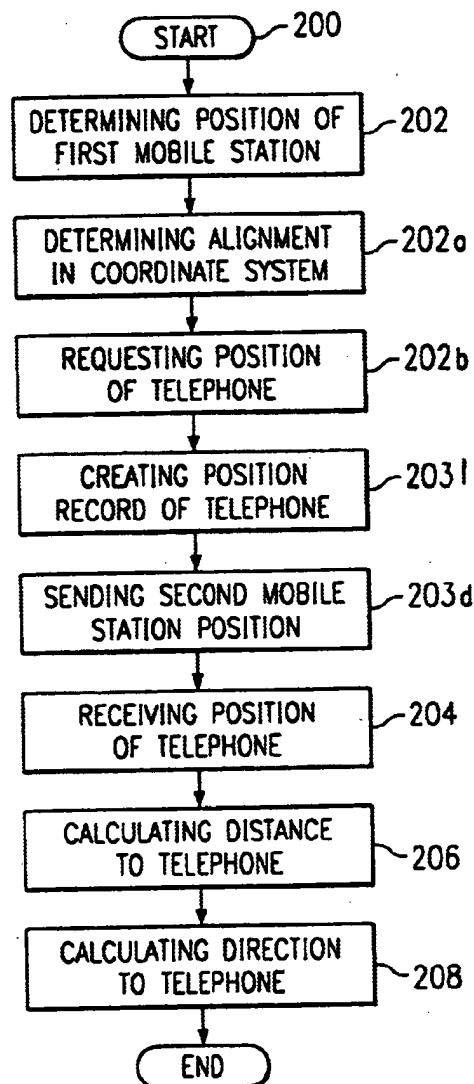 START
200
DETERMINING POSITION OF
FIRST MOBILE STATION
202
DETERMINING ALIGNMENT
IN COORDINATE SYSTEM
202a
REQUESTING POSITION
OF TELEPHONE
202b
CREATING POSITION
RECORD OF TELEPHONE
203l
SENDING SECOND MOBILE
STATION POSITION
203d
RECEIVING POSITION
OF TELEPHONE
204
CALCULATING DISTANCE
TO TELEPHONE
206
CALCULATING DIRECTION
TO TELEPHONE
208
END